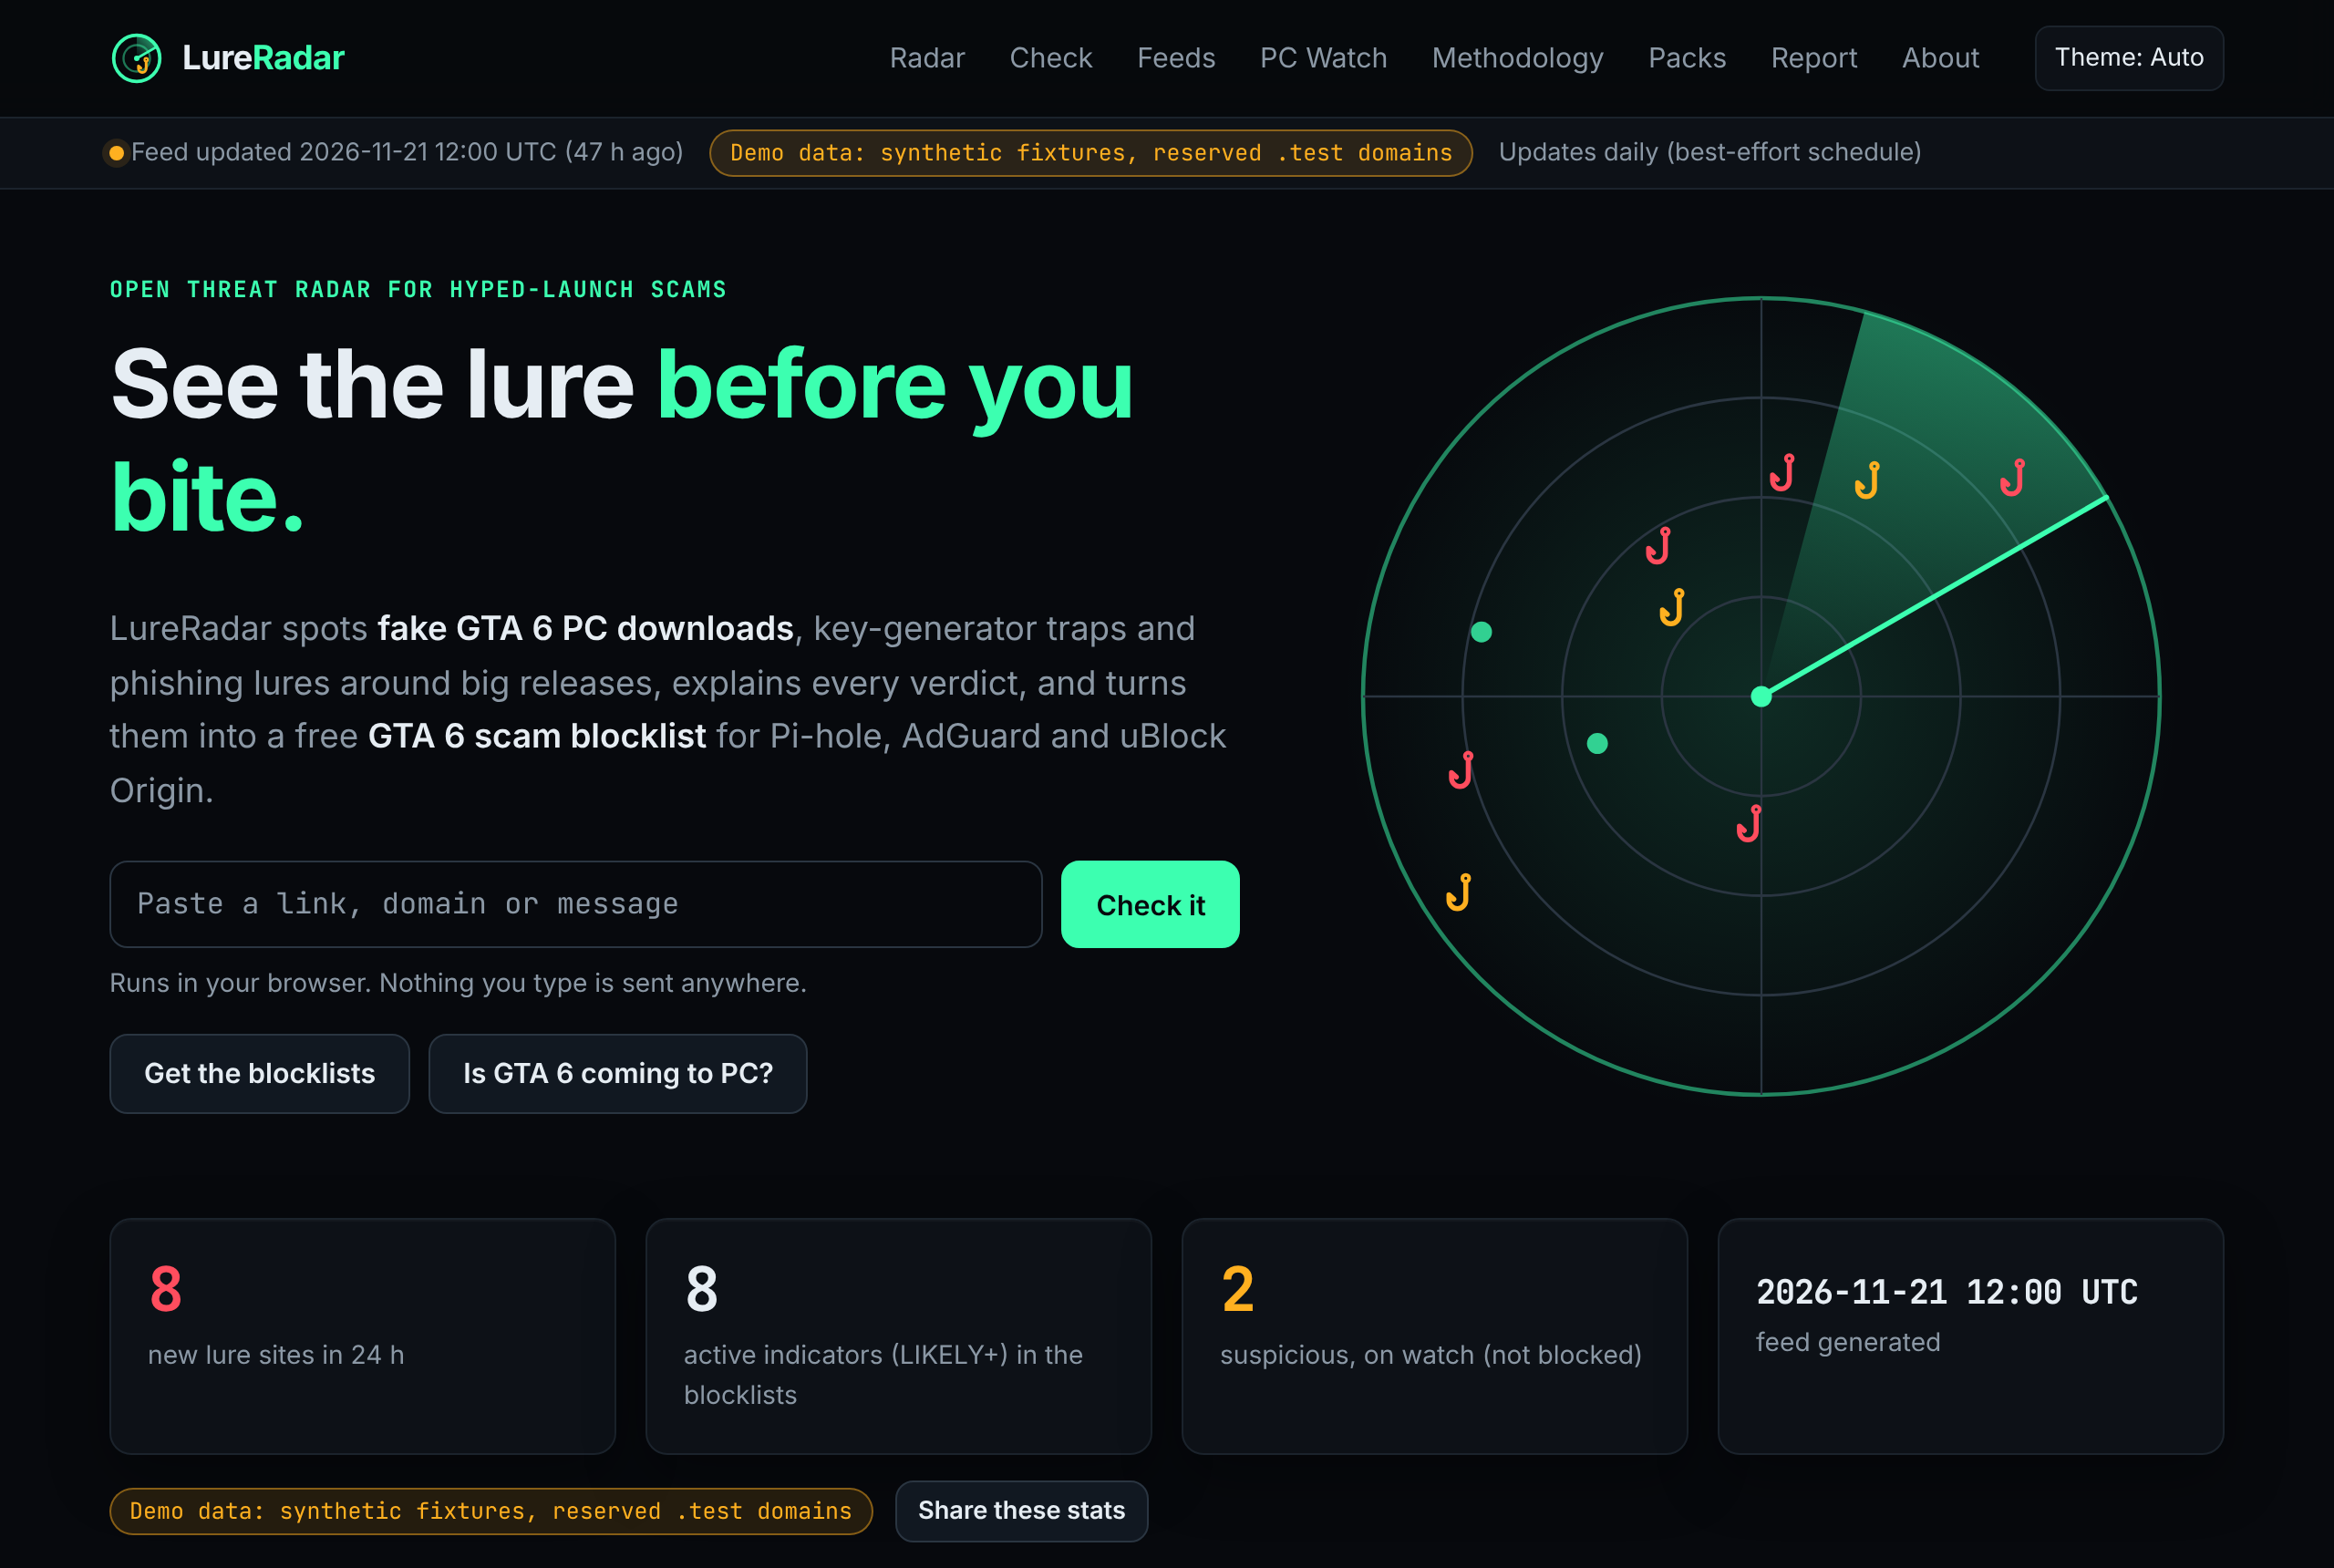 LureRadar
Radar Check Feeds PC Watch Methodology Packs Report About Theme: Auto
Feed updated 2026-11-21 12:00 UTC (47 h ago) Demo data: synthetic fixtures, reserved .test domains Updates daily (best-effort schedule)
OPEN THREAT RADAR FOR HYPED-LAUNCH SCAMS
See the lure before you
bite.
LureRadar spots fake GTA 6 PC downloads, key-generator traps and
phishing lures around big releases, explains every verdict, and turns
them into a free GTA 6 scam blocklist for Pi-hole, AdGuard and uBlock
Origin.
Paste a link, domain or message
Check it
Runs in your browser. Nothing you type is sent anywhere.
Get the blocklists
Is GTA 6 coming to PC?
8
new lure sites in 24 h
8
active indicators (LIKELY+) in the
blocklists
2
suspicious, on watch (not blocked)
2026-11-21 12:00 UTC
feed generated
Demo data: synthetic fixtures, reserved .test domains
Share these stats